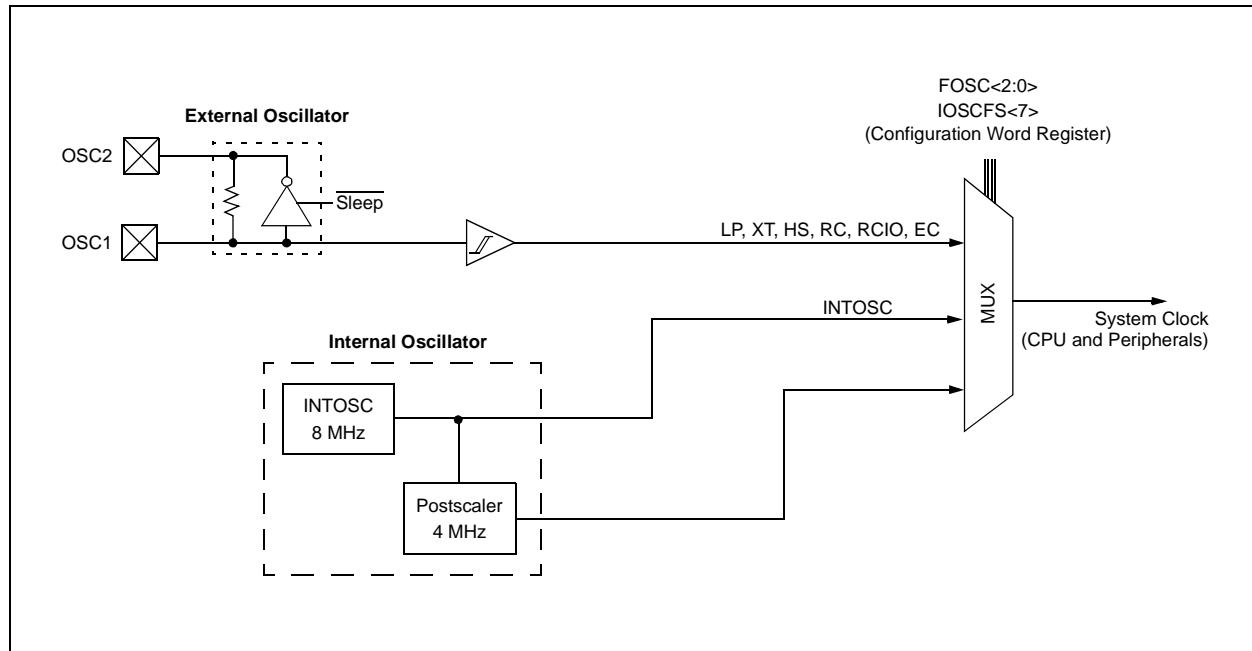 FOSC<2:0>
IOSCFS<7>
(Configuration Word Register)
External Oscillator
OSC2
Sleep
OSC1
LP, XT, HS, RC, RCIO, EC
MUX
INTOSC
System Clock
(CPU and Peripherals)
Internal Oscillator
INTOSC
8 MHz
Postscaler
4 MHz